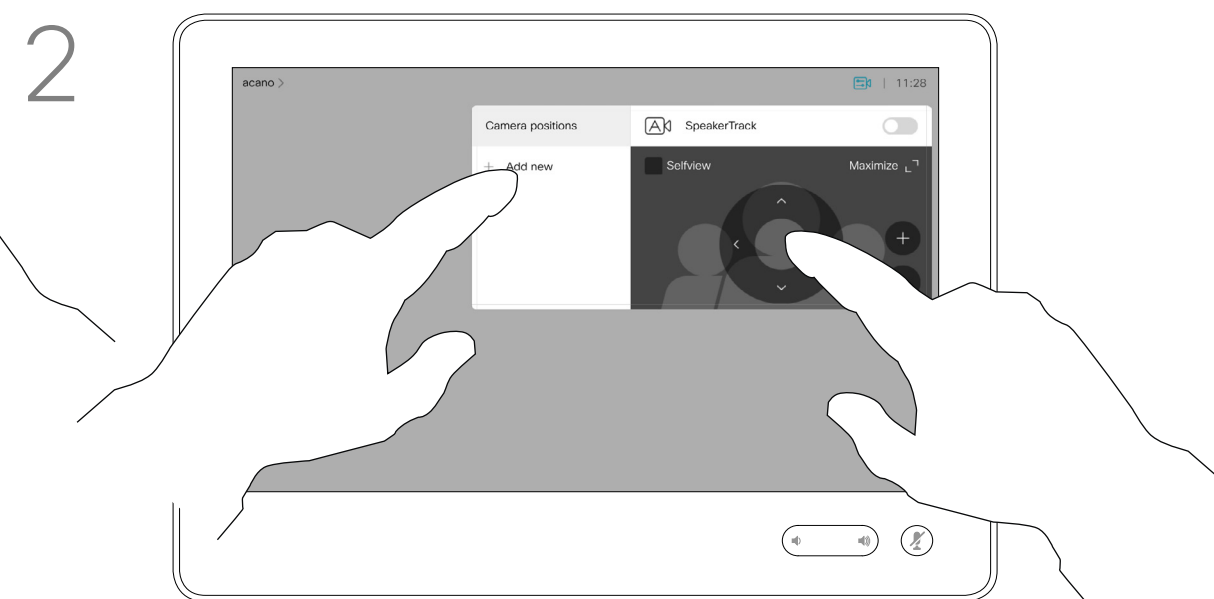 2
acano >
11:28
Camera positions
SpeakerTrack
+ Add new
Selfview
Maximize